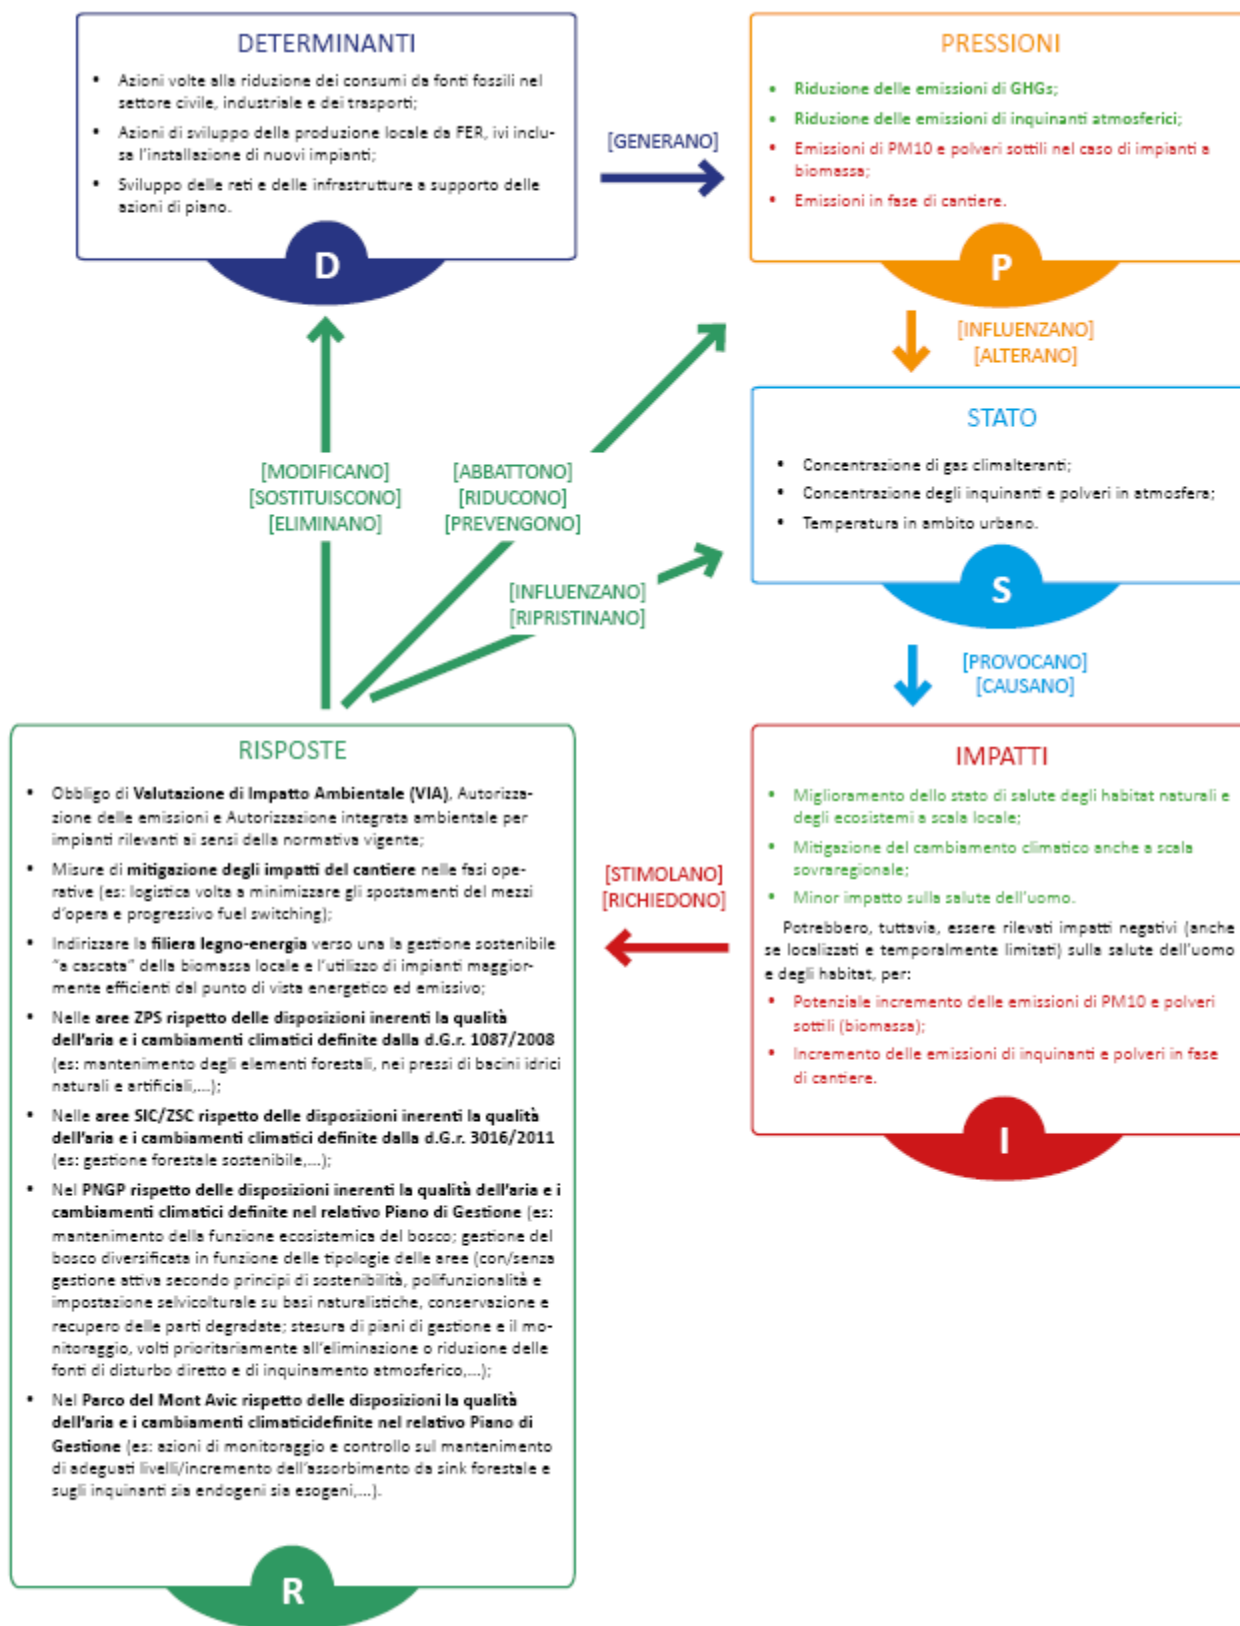 DETERMINANTI
• Azioni volte alla riduzione dei consumi da fonti fossili nel
settore civile, industriale e dei trasporti;
• Azioni di sviluppo della produzione locale da FER, ivi inclu-
sa l'installazione di nuovi impianti;
• Sviluppo delle reti e delle infrastrutture a supporto delle
azioni di piano.
D
[GENERANO]
PRESSIONI
• Riduzione delle emissioni di GHGs;
• Riduzione delle emissioni di inquinanti atmosferici;
• Emissioni di PM10 e polveri sottili nel caso di impianti a
biomassa;
• Emissioni in fase di cantiere.
P
[INFLUENZANO]
[ALTERANO]
STATO
• Concentrazione di gas climalteranti;
• Concentrazione degli inquinanti e polveri in atmosfera;
• Temperatura in ambito urbano.
S
[MODIFICANO]
[SOSTITUISCONO]
[ELIMINANO]
[ABBATTONO]
[RIDUCONO]
[PREVENGONO]
[INFLUENZANO]
[RIPRISTINANO]
[PROVOCANO]
[CAUSANO]
IMPATTI
• Miglioramento dello stato di salute degli habitat naturali e
degli ecosistemi a scala locale;
• Mitigazione del cambiamento climatico anche a scala
sovraregionale;
• Minor impatto sulla salute dell'uomo.
Potrebbero, tuttavia, essere rilevati impatti negativi (anche
se localizzati e temporalmente limitati) sulla salute dell'uomo
e degli habitat, per:
• Potenziale incremento delle emissioni di PM10 e polveri
sottili (biomassa);
• Incremento delle emissioni di inquinanti e polveri in fase
di cantiere.
I
[STIMOLANO]
[RICHIEDONO]
RISPOSTE
• Obbligo di Valutazione di Impatto Ambientale (VIA), Autorizza-
zione delle emissioni e Autorizzazione integrata ambientale per
impianti rilevanti ai sensi della normativa vigente;
• Misure di mitigazione degli impatti del cantiere nelle fasi ope-
rative (es: logistica volta a minimizzare gli spostamenti del mezzi
d'opera e progressivo fuel switching);
• Indirizzare la filiera legno-energia verso una la gestione sostenibile
"a cascata" della biomassa locale e l'utilizzo di impianti maggior-
mente efficienti dal punto di vista energetico ed emissivo;
• Nelle aree ZPS rispetto delle disposizioni inerenti la qualità
dell'aria e i cambiamenti climatici definite dalla d.G.r. 1087/2008
(es: mantenimento degli elementi forestali, nei pressi di bacini idrici
naturali e artificiali,...);
• Nelle aree SIC/ZSC rispetto delle disposizioni inerenti la qualità
dell'aria e i cambiamenti climatici definite dalla d.G.r. 3016/2011
(es: gestione forestale sostenibile,...);
• Nel PNGP rispetto delle disposizioni inerenti la qualità dell'aria e i
cambiamenti climatici definite nel relativo Piano di Gestione (es:
mantenimento della funzione ecosistemica del bosco; gestione del
bosco diversificata in funzione delle tipologie delle aree (con/senza
gestione attiva secondo principi di sostenibilità, polifunzionalità e
impostazione selvicolturale su basi naturalistiche, conservazione e
recupero delle parti degradate; stesura di piani di gestione e il mo-
nitoraggio, volti prioritariamente all'eliminazione o riduzione delle
fonti di disturbo diretto e di inquinamento atmosferico,...);
• Nel Parco del Mont Avic rispetto delle disposizioni la qualità
dell'aria e i cambiamenti climaticidefinite nel relativo Piano di
Gestione (es: azioni di monitoraggio e controllo sul mantenimento
di adeguati livelli/incremento dell'assorbimento da sink forestale e
sugli inquinanti sia endogeni sia esogeni,...).
R